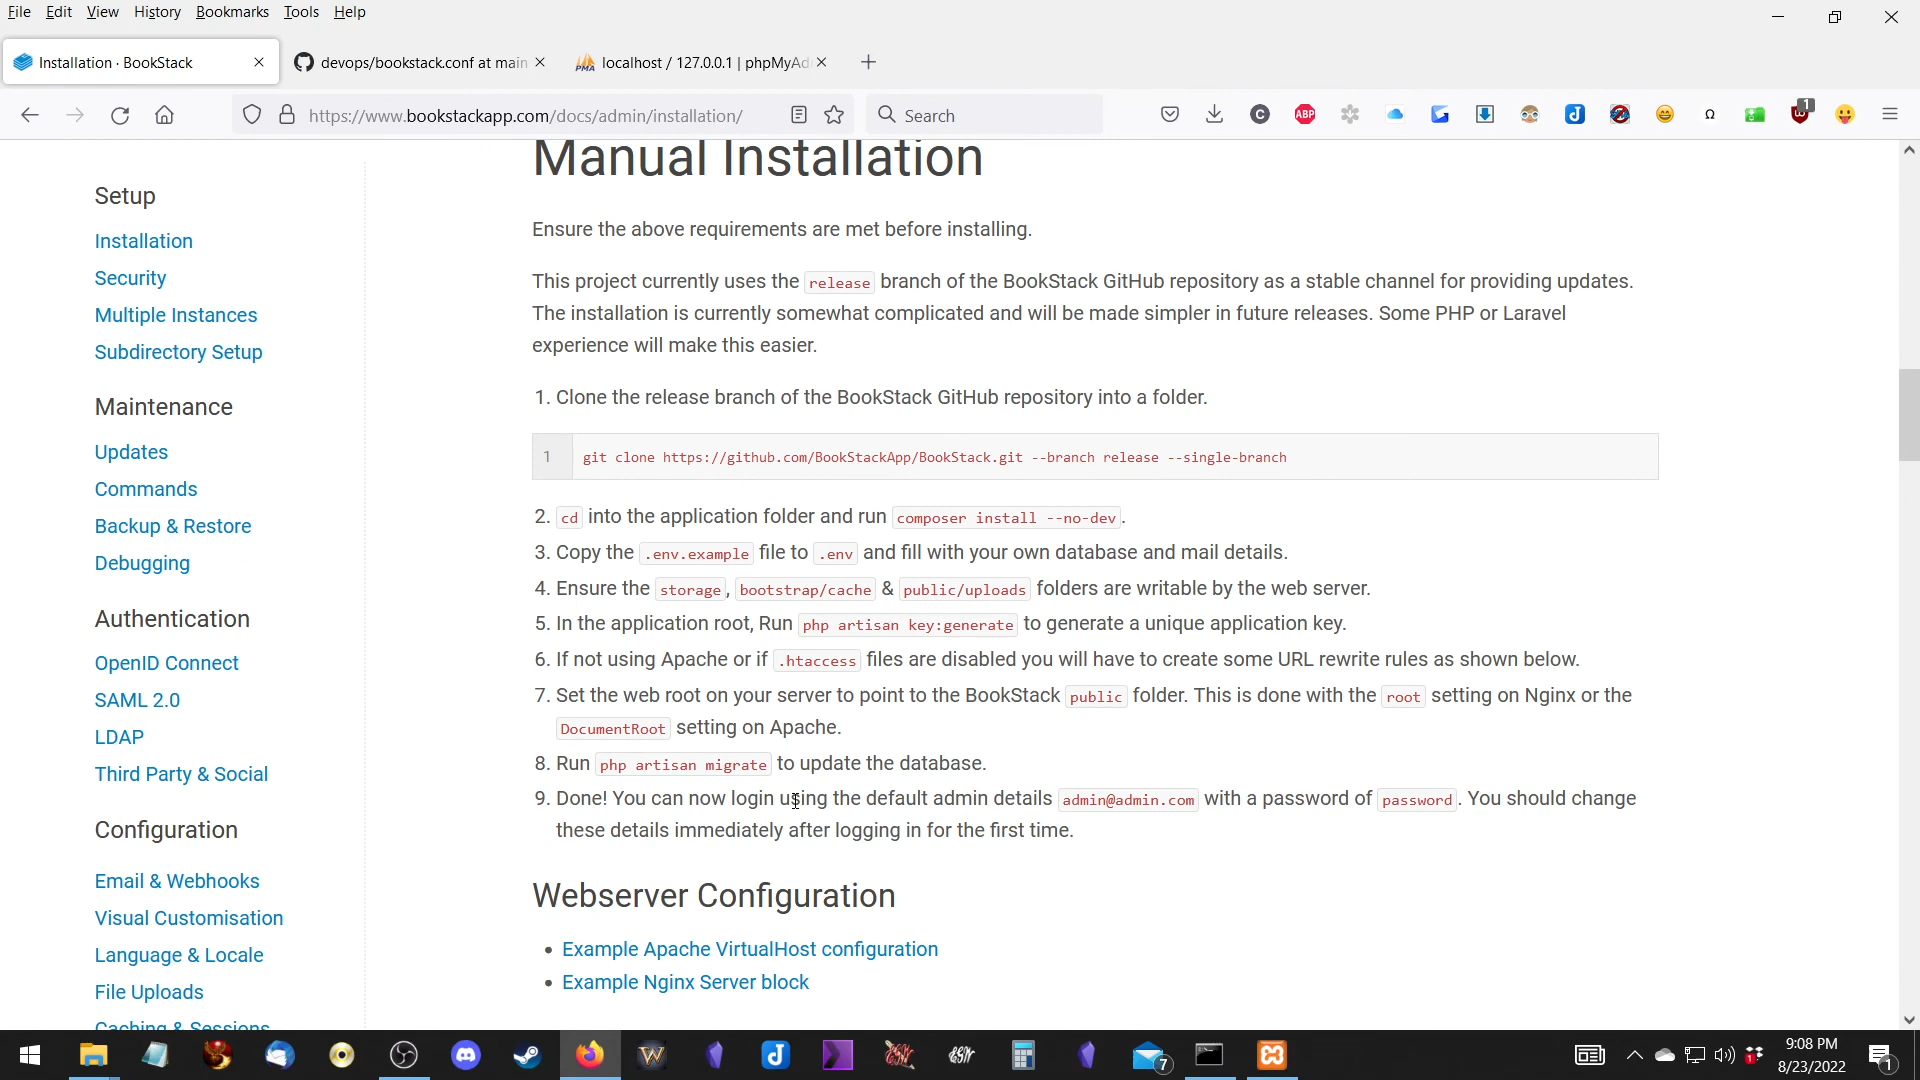 File Edit View History Bookmarks Tools Help
Installation · BookStack
devops/bookstack.conf at main
localhost / 127.0.0.1 | phpMyAd
https://www.bookstackapp.com/docs/admin/installation/
Search
ABP
1
Manual Installation
Setup
Installation
Security
Multiple Instances
Subdirectory Setup
Maintenance
Updates
Commands
Backup & Restore
Debugging
Authentication
OpenID Connect
SAML 2.0
LDAP
Third Party & Social
Configuration
Email & Webhooks
Visual Customisation
Language & Locale
File Uploads
Caching & Sessions
Ensure the above requirements are met before installing.
This project currently uses the release branch of the BookStack GitHub repository as a stable channel for providing updates.
The installation is currently somewhat complicated and will be made simpler in future releases. Some PHP or Laravel
experience will make this easier.
1. Clone the release branch of the BookStack GitHub repository into a folder.
1 git clone https://github.com/BookStackApp/BookStack.git --branch release --single-branch
2. cd into the application folder and run composer install --no-dev.
3. Copy the .env.example file to .env and fill with your own database and mail details.
4. Ensure the storage, bootstrap/cache & public/uploads folders are writable by the web server.
5. In the application root, Run php artisan key:generate to generate a unique application key.
6. If not using Apache or if .htaccess files are disabled you will have to create some URL rewrite rules as shown below.
7. Set the web root on your server to point to the BookStack public folder. This is done with the root setting on Nginx or the
DocumentRoot setting on Apache.
8. Run php artisan migrate to update the database.
9. Done! You can now login using the default admin details admin@admin.com with a password of password. You should change
these details immediately after logging in for the first time.
Webserver Configuration
• Example Apache VirtualHost configuration
• Example Nginx Server block
7
9:08 PM
8/23/2022
1